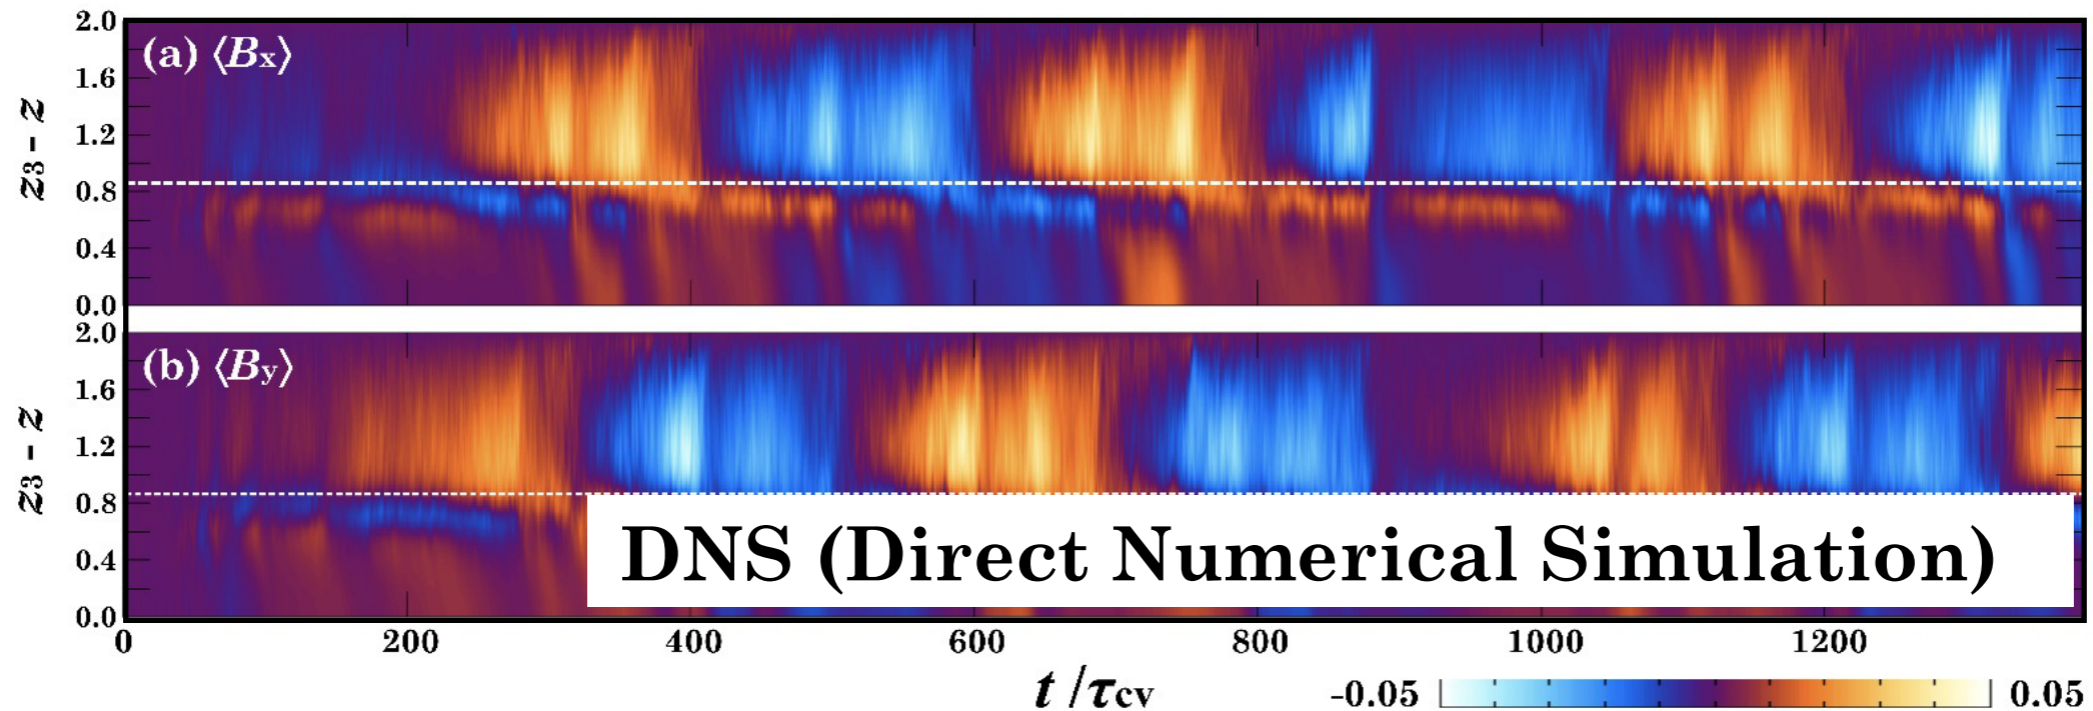 2.0
(a) ⟨Bx⟩
1.6
1.2
z3 - z
0.8
0.4
0.0
2.0
(b) ⟨By⟩
1.6
1.2
z3 - z
0.8
DNS (Direct Numerical Simulation)
0.4
0.0
0 200 400 600 800 1000 1200
t /τcv
-0.05 0.05